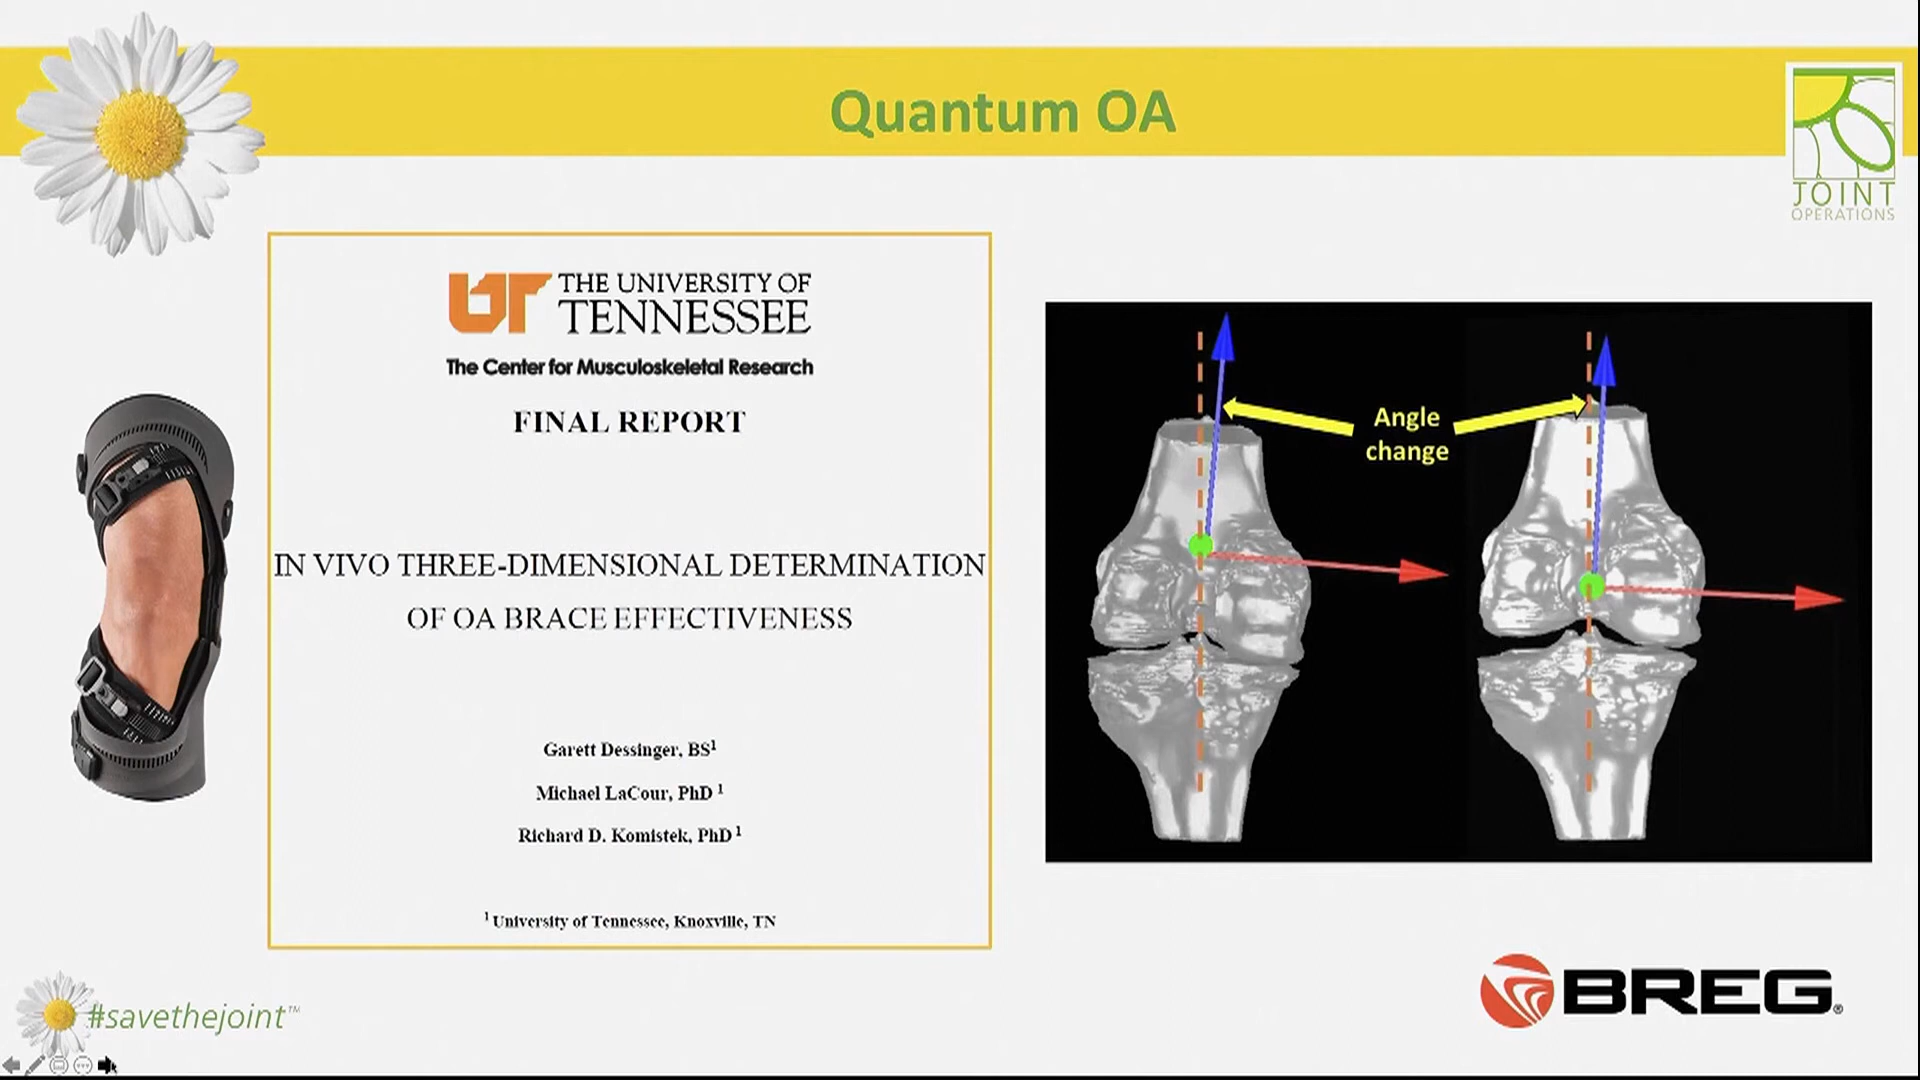 Quantum OA
JOINT
OPERATIONS
UT THE UNIVERSITY OF
TENNESSEE
The Center for Musculoskeletal Research
FINAL REPORT
IN VIVO THREE-DIMENSIONAL DETERMINATION
OF OA BRACE EFFECTIVENESS
Garett Dessinger, BS¹
Michael LaCour, PhD ¹
Richard D. Komistek, PhD ¹
¹ University of Tennessee, Knoxville, TN
Angle
change
#savethejoint™
BREG®